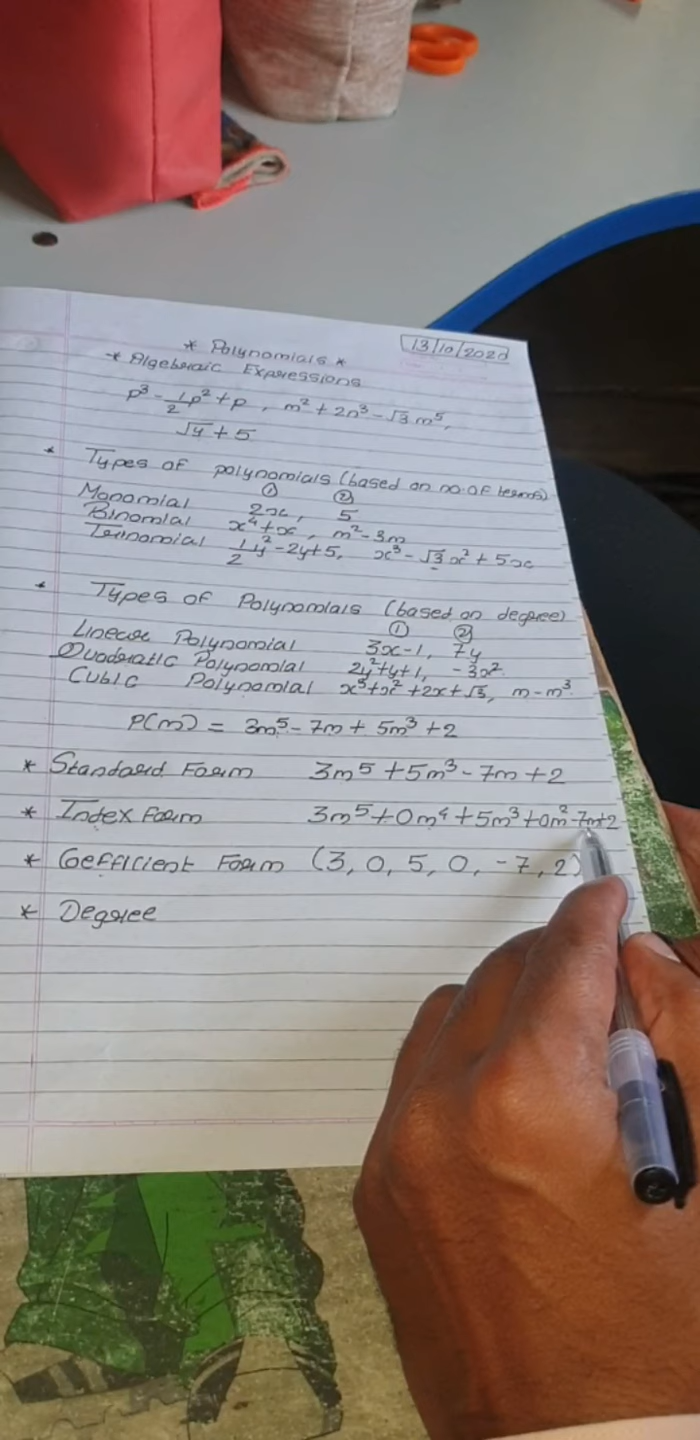 * Polynomials *
13/10/2020
* Algebraic Expressions
p³ - 1/2 p² + p , m² + 2n³ - √3 m⁵,
√y + 5
* Types of polynomials (based on no. of terms)
① ②
Monomial 2x, 5
Binomial x⁴+x, m²-3m
Trinomial 1/2 y²-2y+5, x³-√3 x²+5x
* Types of Polynomials (based on degree)
① ②
Linear Polynomial 3x-1, 7y
Quadratic Polynomial 2y²+y+1, -3x²
Cubic Polynomial x³+x²+2x+√3, m-m³
P(m) = 3m⁵ - 7m + 5m³ + 2
* Standard Form 3m⁵ + 5m³ - 7m + 2
* Index Form 3m⁵ + 0m⁴ + 5m³ + 0m² - 7m + 2
* Coefficient Form (3, 0, 5, 0, -7, 2)
* Degree